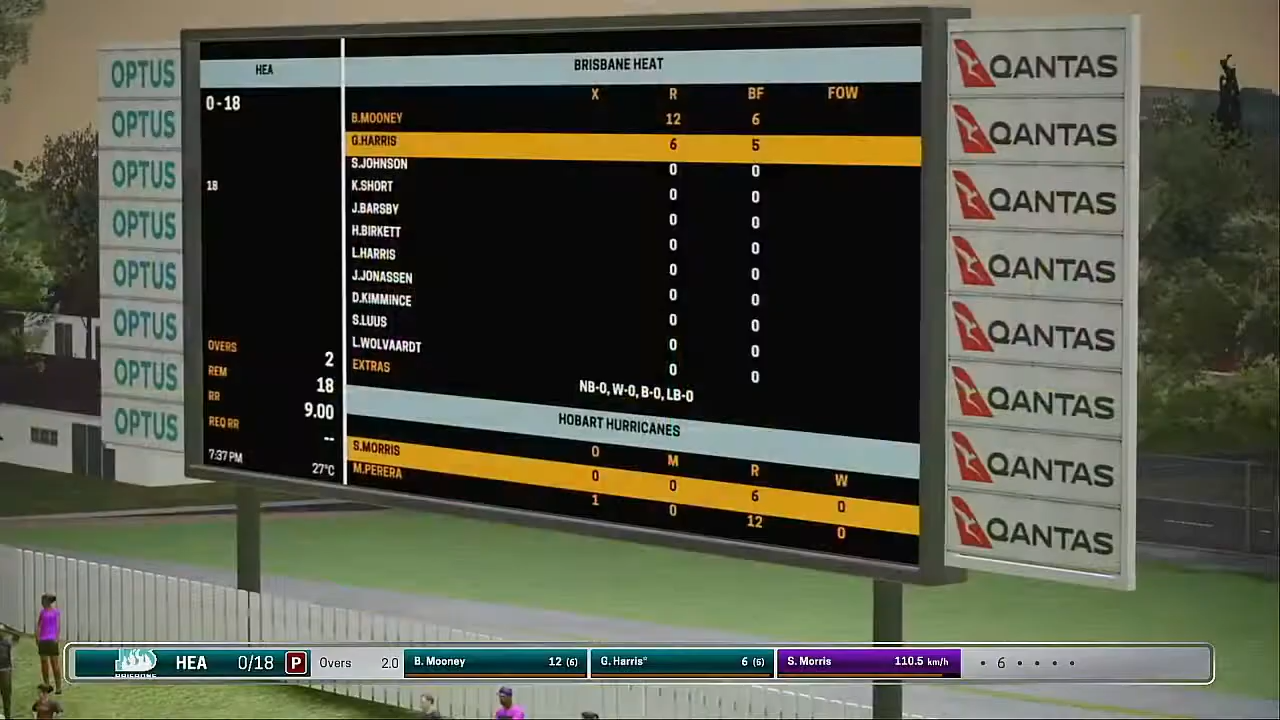 OPTUS
OPTUS
OPTUS
OPTUS
OPTUS
OPTUS
OPTUS
OPTUS
HEA
0-18
18
OVERS 2
REM 18
RR 9.00
REQ RR --
7:37 PM 27°C
BRISBANE HEAT
X R BF FOW
B.MOONEY 12 6
G.HARRIS 6 5
S.JOHNSON 0 0
K.SHORT 0 0
J.BARSBY 0 0
H.BIRKETT 0 0
L.HARRIS 0 0
J.JONASSEN 0 0
D.KIMMINCE 0 0
S.LUUS 0 0
L.WOLVAARDT 0 0
EXTRAS
NB-0, W-0, B-0, LB-0
HOBART HURRICANES
O M R W
S.MORRIS 0 0 6 0
M.PERERA 1 0 12 0
QANTAS
QANTAS
QANTAS
QANTAS
QANTAS
QANTAS
QANTAS
QANTAS
BRISBANE
HEA 0/18 P Overs 2.0 B. Mooney 12 (6) G. Harris* 6 (5) S. Morris 110.5 km/h • 6 • • • •